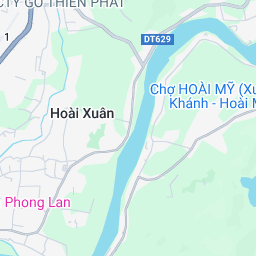 CTY GỖ THIÊN PHÁT
1
DT629
Chợ HOÀI MỸ (Xu
Khánh - Hoài M
Hoài Xuân
Phong Lan